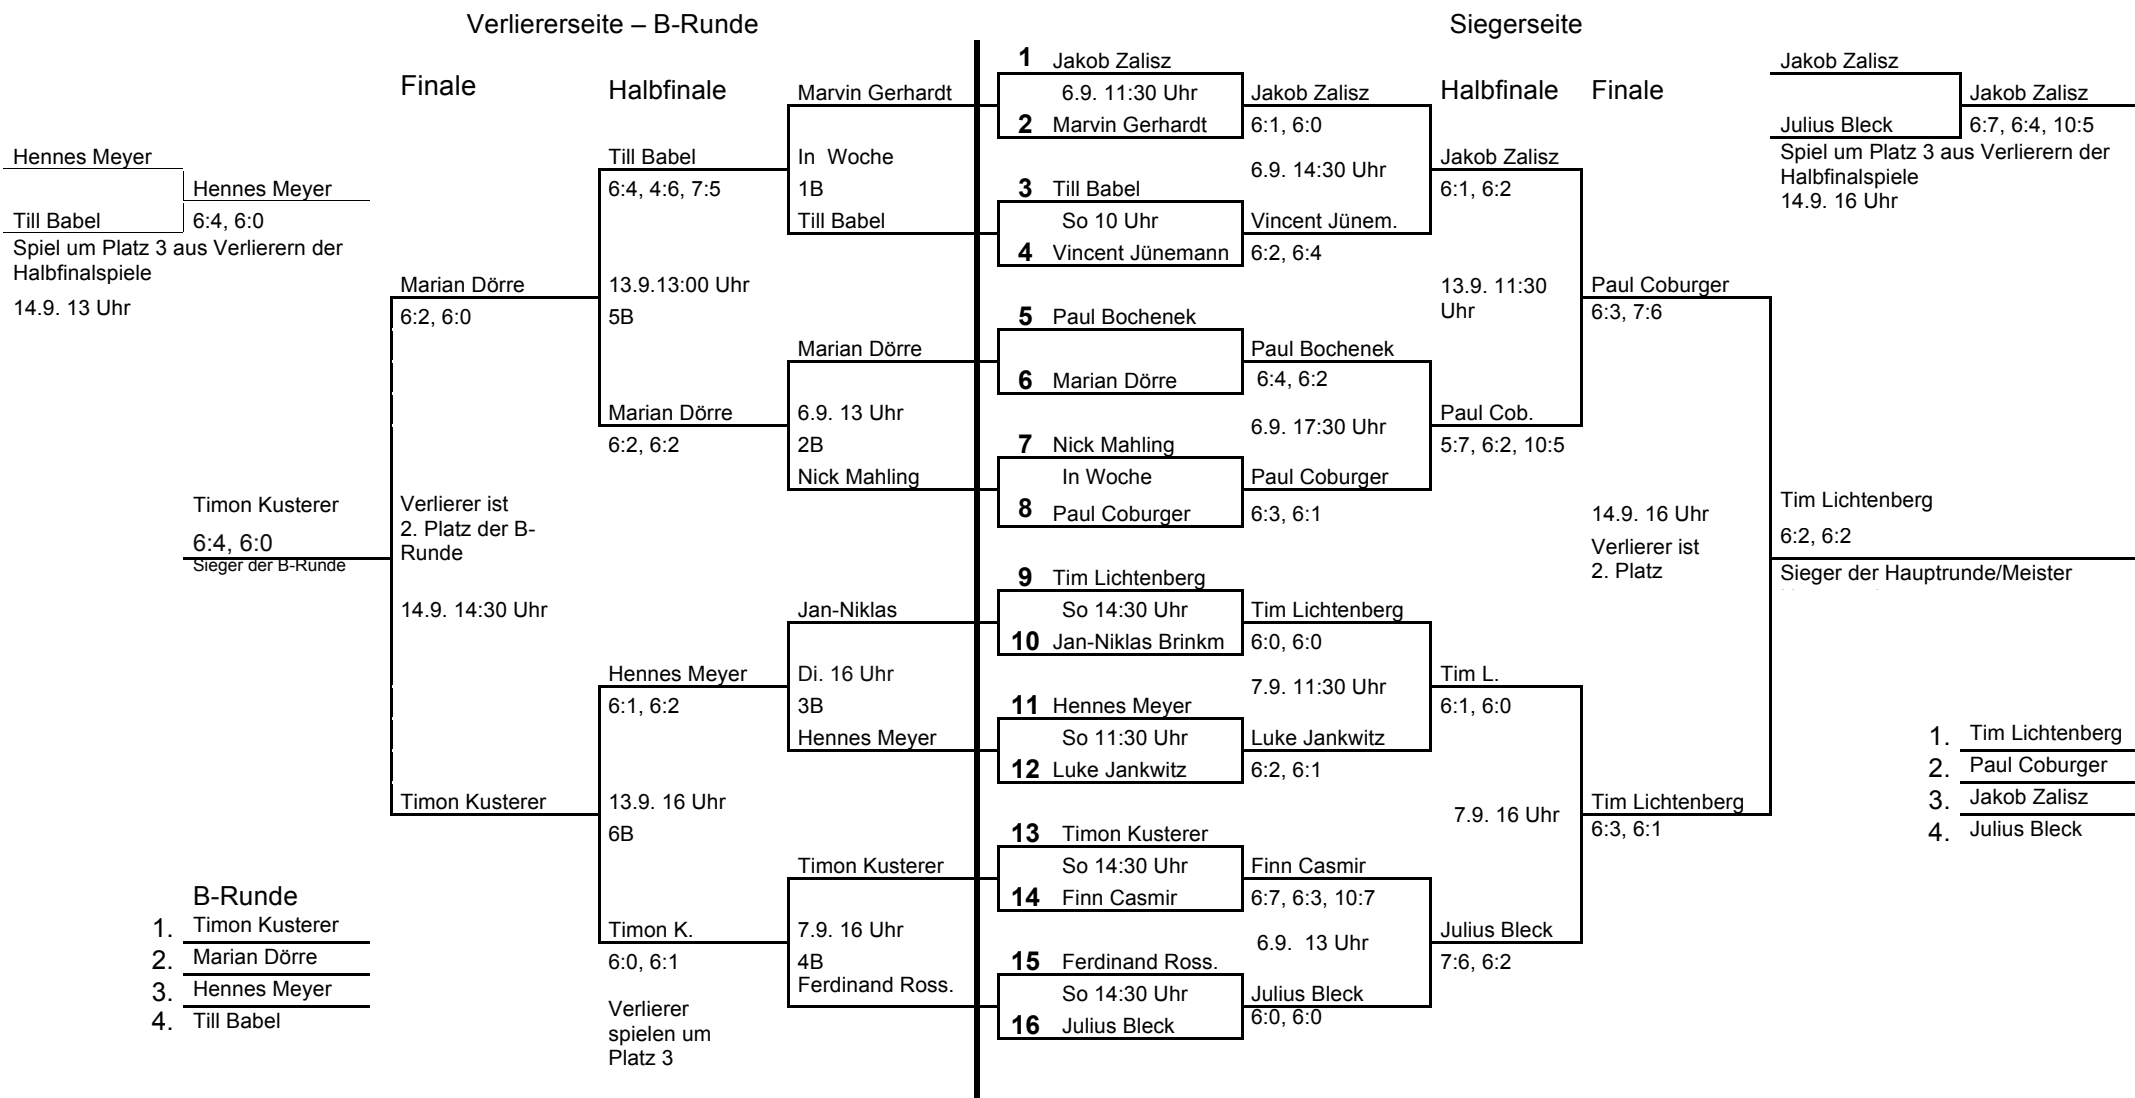 Verliererseite – B-Runde
Siegerseite
Finale
Halbfinale
Hennes Meyer
Hennes Meyer
Till Babel
6:4, 6:0
Spiel um Platz 3 aus Verlierern der
Halbfinalspiele
14.9. 13 Uhr
Timon Kusterer
6:4, 6:0
Sieger der B-Runde
Marian Dörre
6:2, 6:0
Verlierer ist
2. Platz der B-
Runde
14.9. 14:30 Uhr
Timon Kusterer
Till Babel
6:4, 4:6, 7:5
13.9.13:00 Uhr
5B
Marian Dörre
6:2, 6:2
Hennes Meyer
6:1, 6:2
13.9. 16 Uhr
6B
Timon K.
6:0, 6:1
Verlierer
spielen um
Platz 3
Marvin Gerhardt
In Woche
1B
Till Babel
Marian Dörre
6.9. 13 Uhr
2B
Nick Mahling
Jan-Niklas
Di. 16 Uhr
3B
Hennes Meyer
Timon Kusterer
7.9. 16 Uhr
4B
Ferdinand Ross.
B-Runde
1. Timon Kusterer
2. Marian Dörre
3. Hennes Meyer
4. Till Babel
1 Jakob Zalisz
6.9. 11:30 Uhr
2 Marvin Gerhardt
3 Till Babel
So 10 Uhr
4 Vincent Jünemann
5 Paul Bochenek
6 Marian Dörre
7 Nick Mahling
In Woche
8 Paul Coburger
9 Tim Lichtenberg
So 14:30 Uhr
10 Jan-Niklas Brinkm
11 Hennes Meyer
So 11:30 Uhr
12 Luke Jankwitz
13 Timon Kusterer
So 14:30 Uhr
14 Finn Casmir
15 Ferdinand Ross.
So 14:30 Uhr
16 Julius Bleck
Jakob Zalisz
6:1, 6:0
6.9. 14:30 Uhr
Vincent Jünem.
6:2, 6:4
Paul Bochenek
6:4, 6:2
6.9. 17:30 Uhr
Paul Coburger
6:3, 6:1
Tim Lichtenberg
6:0, 6:0
7.9. 11:30 Uhr
Luke Jankwitz
6:2, 6:1
Finn Casmir
6:7, 6:3, 10:7
6.9. 13 Uhr
Julius Bleck
6:0, 6:0
Halbfinale
Jakob Zalisz
6:1, 6:2
13.9. 11:30
Uhr
Paul Cob.
5:7, 6:2, 10:5
Tim L.
6:1, 6:0
7.9. 16 Uhr
Julius Bleck
7:6, 6:2
Finale
Paul Coburger
6:3, 7:6
14.9. 16 Uhr
Verlierer ist
2. Platz
Tim Lichtenberg
6:3, 6:1
Jakob Zalisz
Jakob Zalisz
Julius Bleck
6:7, 6:4, 10:5
Spiel um Platz 3 aus Verlierern der
Halbfinalspiele
14.9. 16 Uhr
Tim Lichtenberg
6:2, 6:2
Sieger der Hauptrunde/Meister
1. Tim Lichtenberg
2. Paul Coburger
3. Jakob Zalisz
4. Julius Bleck